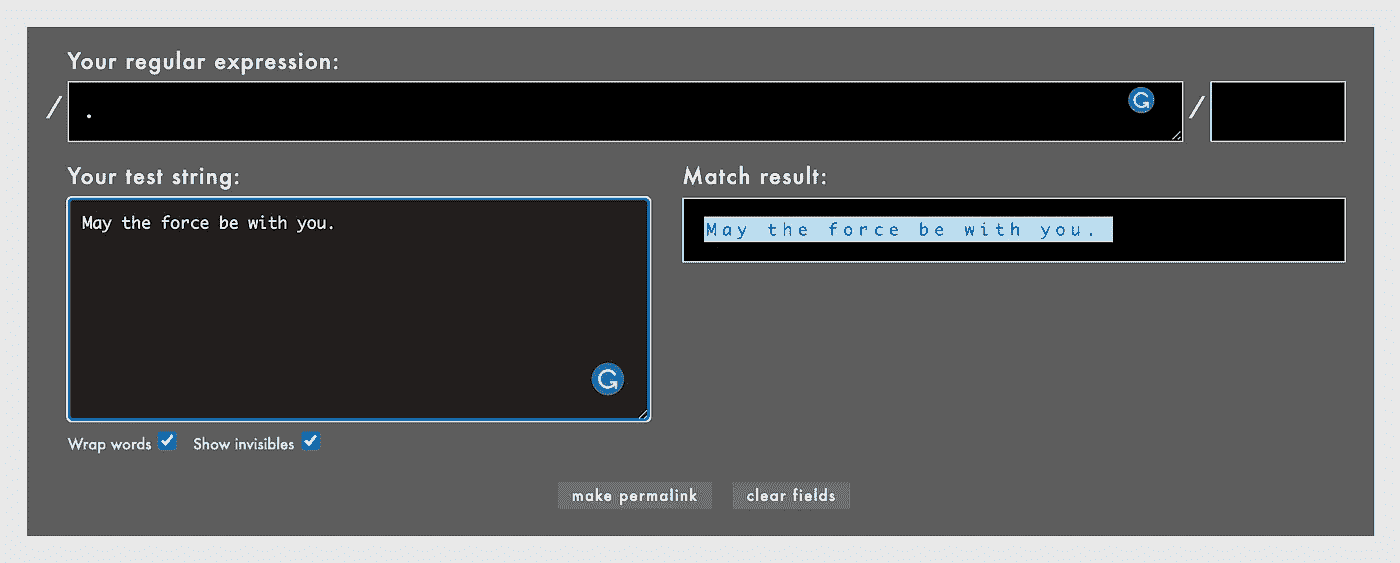 Your regular expression:
/ . /
Your test string:
May the force be with you.
Match result:
May the force be with you.
Wrap words Show invisibles
make permalink clear fields